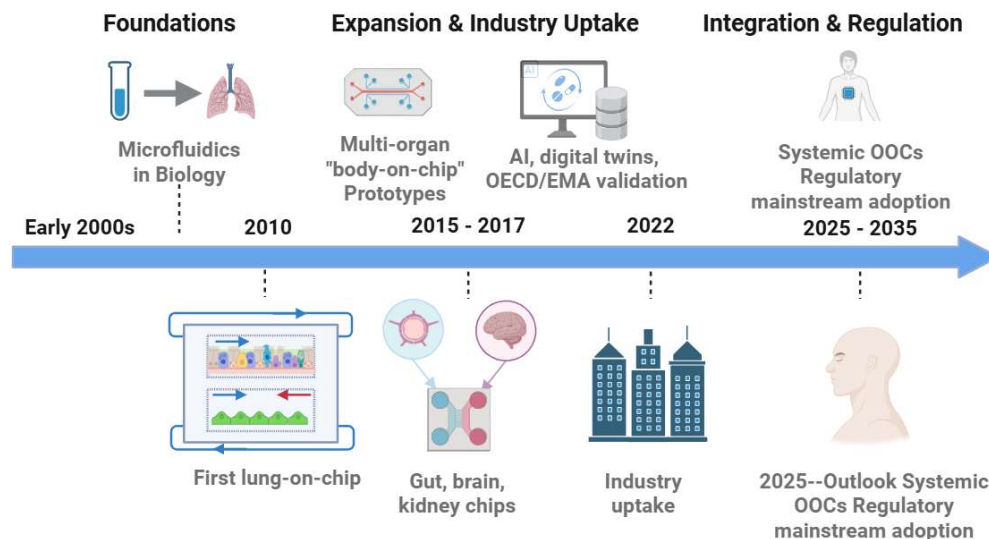 Foundations
Expansion & Industry Uptake
Integration & Regulation
AI
Microfluidics
in Biology
Multi-organ
"body-on-chip"
Prototypes
AI, digital twins,
OECD/EMA validation
Systemic OOCs
Regulatory
mainstream adoption
Early 2000s
2010
2015 - 2017
2022
2025 - 2035
First lung-on-chip
Gut, brain,
kidney chips
Industry
uptake
2025--Outlook Systemic
OOCs Regulatory
mainstream adoption